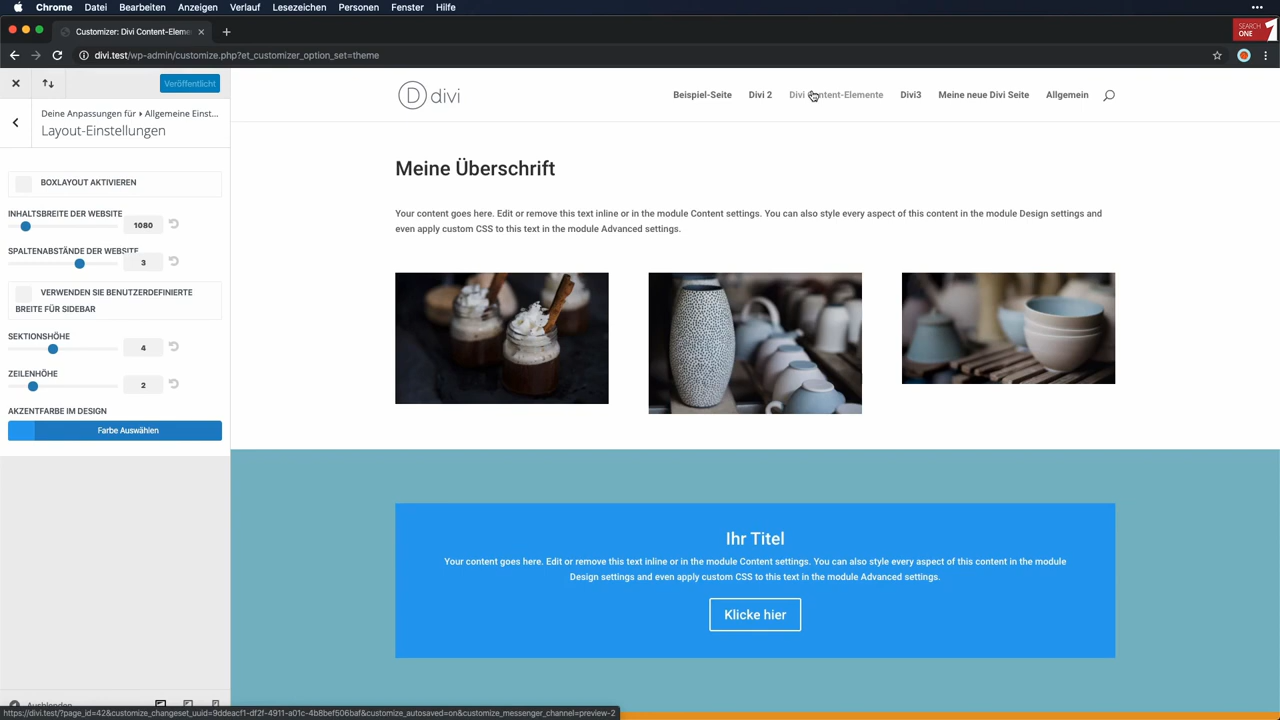 Chrome Datei Bearbeiten Anzeigen Verlauf Lesezeichen Personen Fenster Hilfe
Customizer: Divi Content-Eleme
SEARCH ONE 1
divi.test/wp-admin/customize.php?et_customizer_option_set=theme
Veröffentlicht
Deine Anpassungen für ▸ Allgemeine Einst...
Layout-Einstellungen
BOXLAYOUT AKTIVIEREN
INHALTSBREITE DER WEBSITE
1080
SPALTENABSTÄNDE DER WEBSITE
3
VERWENDEN SIE BENUTZERDEFINIERTE
BREITE FÜR SIDEBAR
SEKTIONSHÖHE
4
ZEILENHÖHE
2
AKZENTFARBE IM DESIGN
Farbe Auswählen
Ausblenden
D divi
Beispiel-Seite Divi 2 Divi Content-Elemente Divi3 Meine neue Divi Seite Allgemein
Meine Überschrift
Your content goes here. Edit or remove this text inline or in the module Content settings. You can also style every aspect of this content in the module Design settings and
even apply custom CSS to this text in the module Advanced settings.
Ihr Titel
Your content goes here. Edit or remove this text inline or in the module Content settings. You can also style every aspect of this content in the module
Design settings and even apply custom CSS to this text in the module Advanced settings.
Klicke hier
https://divi.test/?page_id=42&customize_changeset_uuid=9ddeacf1-df2f-4911-a01c-4b8bef506baf&customize_autosaved=on&customize_messenger_channel=preview-2